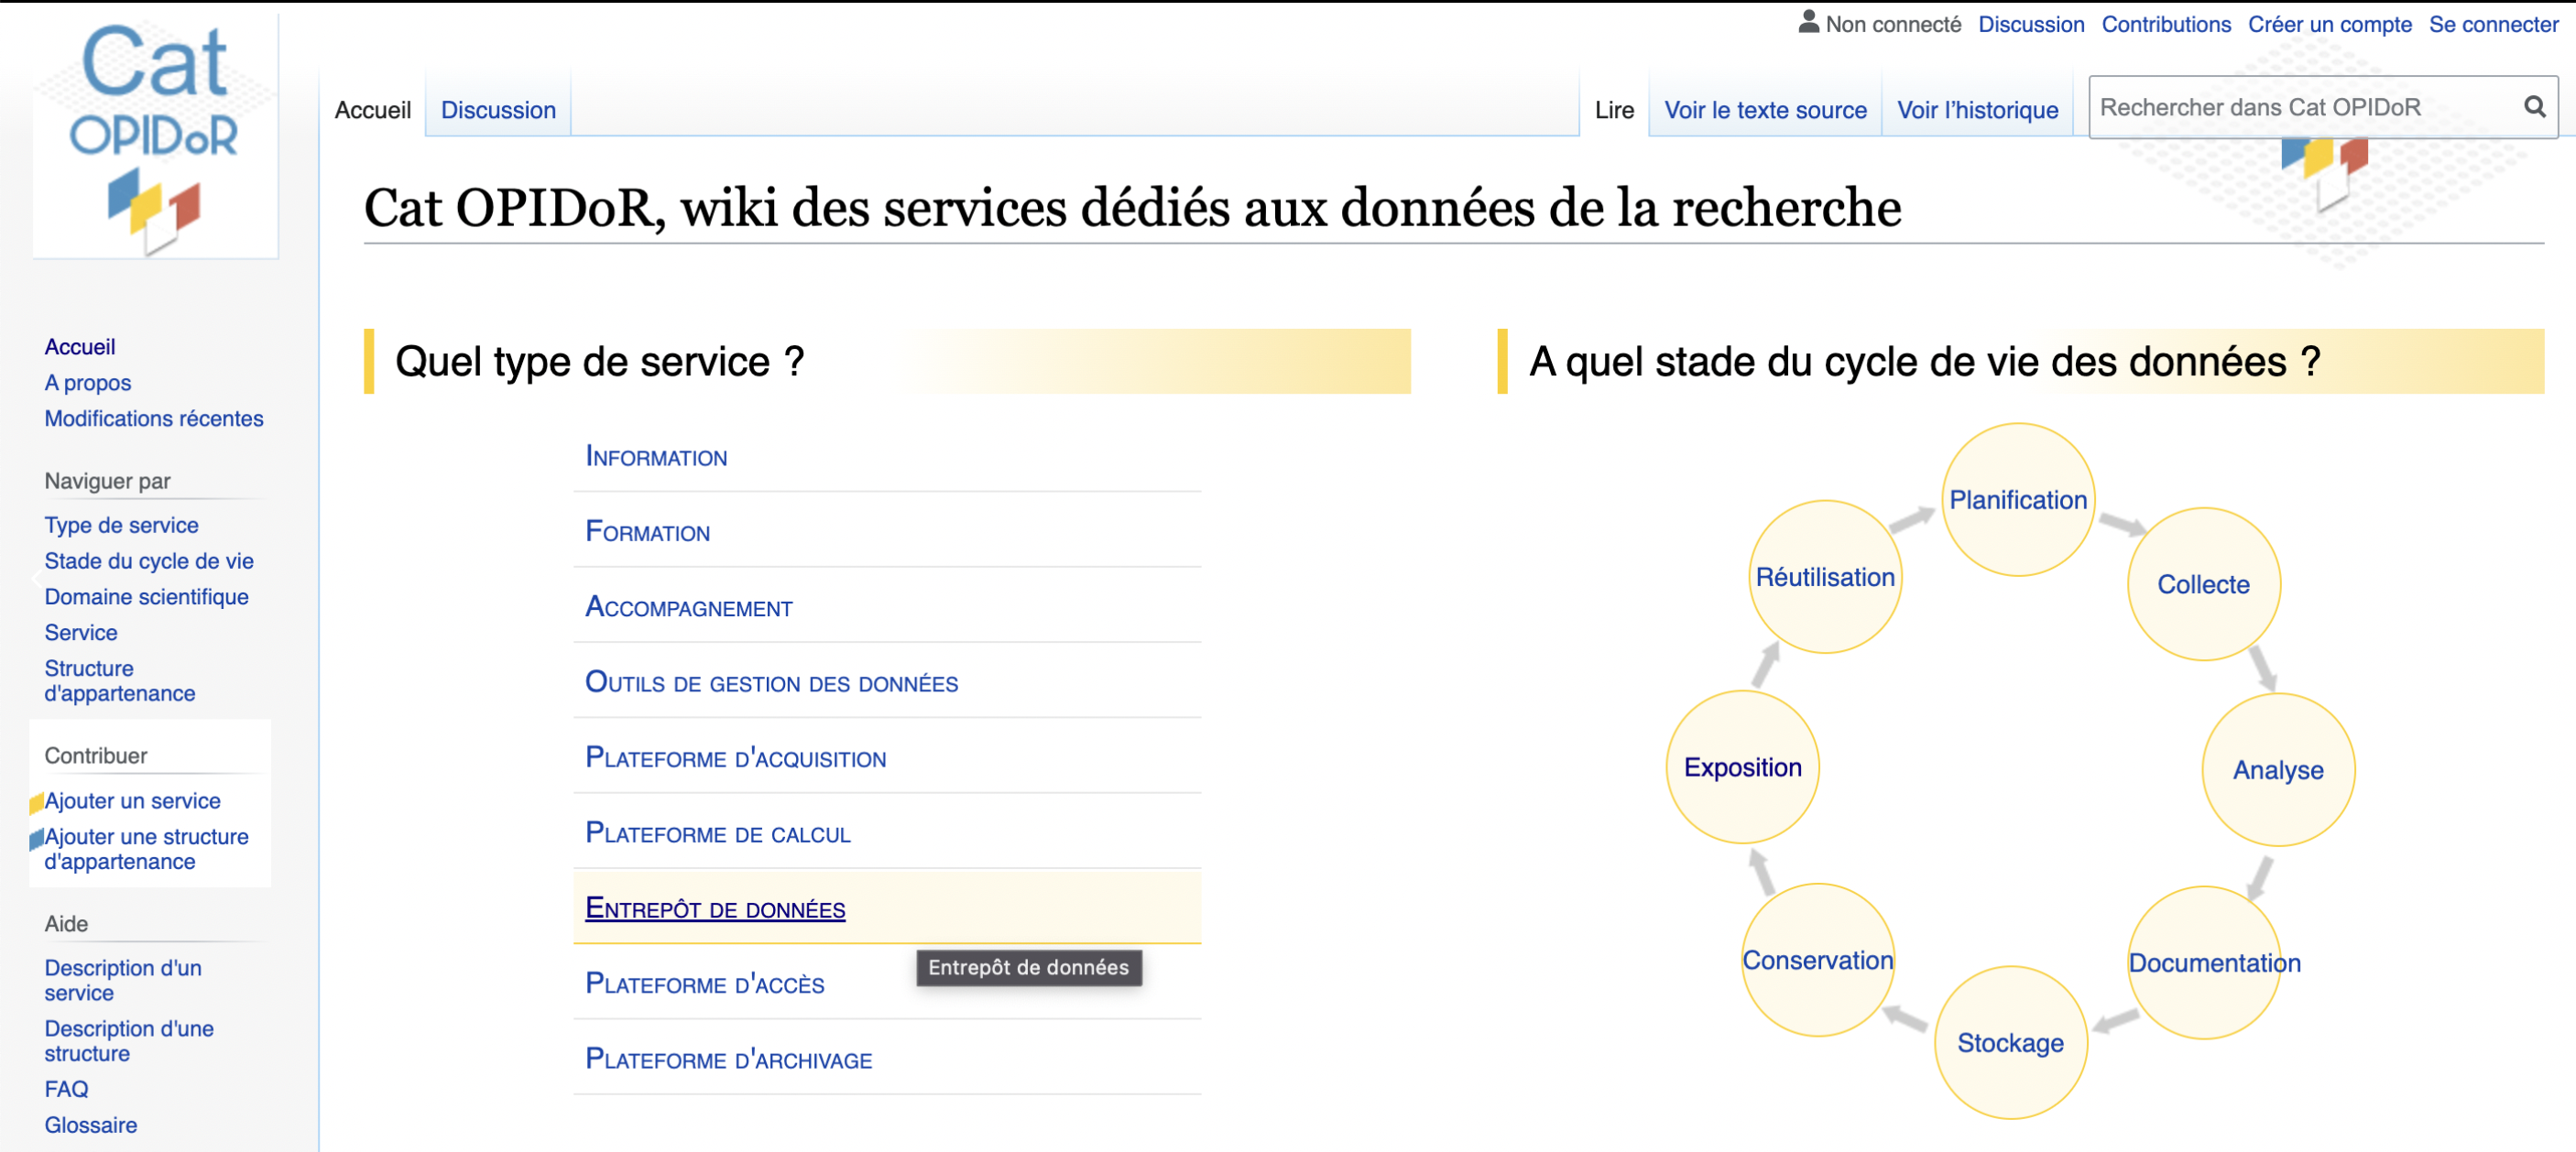 Cat
OPIDoR
Non connecté Discussion Contributions Créer un compte Se connecter
Accueil Discussion Lire Voir le texte source Voir l'historique Rechercher dans Cat OPIDoR
Cat OPIDoR, wiki des services dédiés aux données de la recherche
Accueil
A propos
Modifications récentes
Naviguer par
Type de service
Stade du cycle de vie
Domaine scientifique
Service
Structure
d'appartenance
Contribuer
Ajouter un service
Ajouter une structure
d'appartenance
Aide
Description d'un
service
Description d'une
structure
FAQ
Glossaire
Quel type de service ?
Information
Formation
Accompagnement
Outils de gestion des données
Plateforme d'acquisition
Plateforme de calcul
Entrepôt de données
Entrepôt de données
Plateforme d'accès
Plateforme d'archivage
A quel stade du cycle de vie des données ?
Planification
Collecte
Analyse
Documentation
Stockage
Conservation
Exposition
Réutilisation